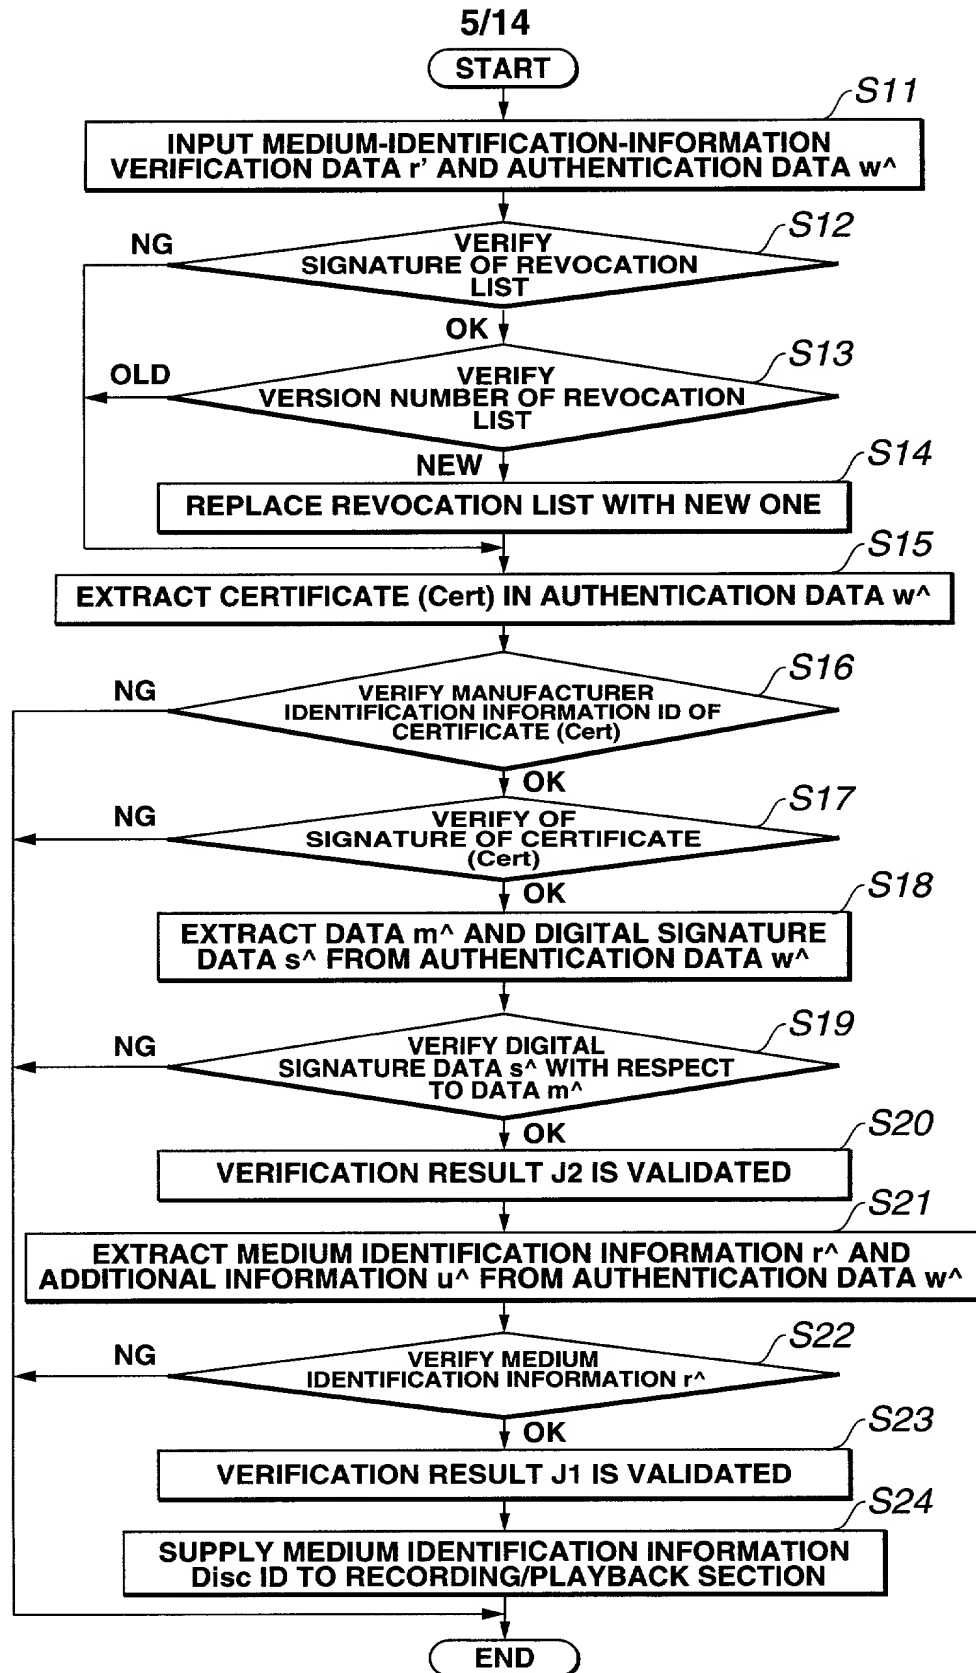 5/14
START
S11
INPUT MEDIUM-IDENTIFICATION-INFORMATION
VERIFICATION DATA r' AND AUTHENTICATION DATA w^
S12
NG
VERIFY
SIGNATURE OF REVOCATION
LIST
OK
S13
OLD
VERIFY
VERSION NUMBER OF REVOCATION
LIST
NEW
S14
REPLACE REVOCATION LIST WITH NEW ONE
S15
EXTRACT CERTIFICATE (Cert) IN AUTHENTICATION DATA w^
S16
NG
VERIFY MANUFACTURER
IDENTIFICATION INFORMATION ID OF
CERTIFICATE (Cert)
OK
S17
NG
VERIFY OF
SIGNATURE OF CERTIFICATE
(Cert)
OK
S18
EXTRACT DATA m^ AND DIGITAL SIGNATURE
DATA s^ FROM AUTHENTICATION DATA w^
S19
NG
VERIFY DIGITAL
SIGNATURE DATA s^ WITH RESPECT
TO DATA m^
OK
S20
VERIFICATION RESULT J2 IS VALIDATED
S21
EXTRACT MEDIUM IDENTIFICATION INFORMATION r^ AND
ADDITIONAL INFORMATION u^ FROM AUTHENTICATION DATA w^
S22
NG
VERIFY MEDIUM
IDENTIFICATION INFORMATION r^
OK
S23
VERIFICATION RESULT J1 IS VALIDATED
S24
SUPPLY MEDIUM IDENTIFICATION INFORMATION
Disc ID TO RECORDING/PLAYBACK SECTION
END